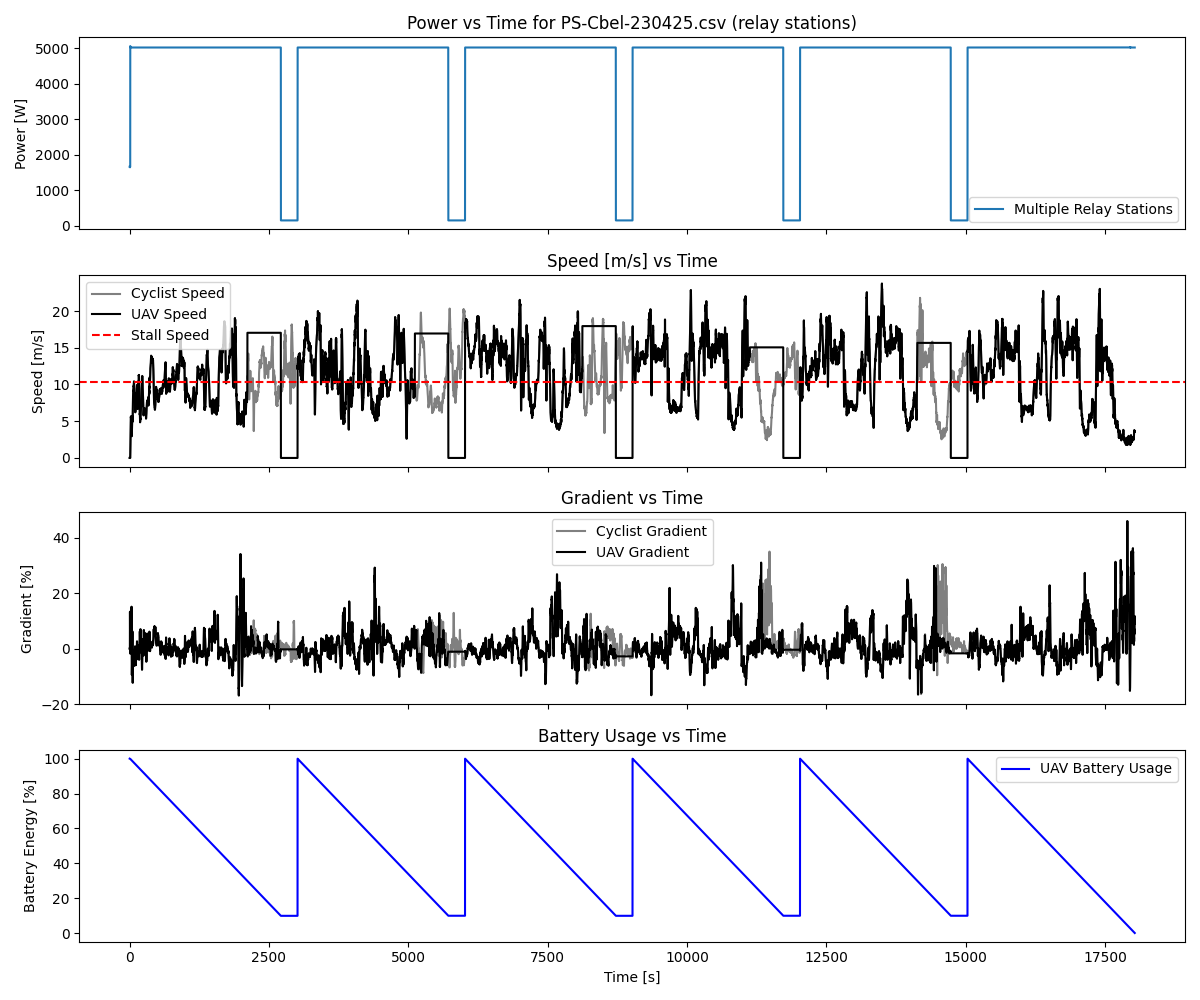 Power vs Time for PS-Cbel-230425.csv (relay stations)
5000
4000
3000
2000
1000
0
Power [W]
Multiple Relay Stations
Speed [m/s] vs Time
20
15
10
5
0
Speed [m/s]
Cyclist Speed
UAV Speed
Stall Speed
Gradient vs Time
40
20
0
−20
Gradient [%]
Cyclist Gradient
UAV Gradient
Battery Usage vs Time
100
80
60
40
20
0
Battery Energy [%]
UAV Battery Usage
0 2500 5000 7500 10000 12500 15000 17500
Time [s]